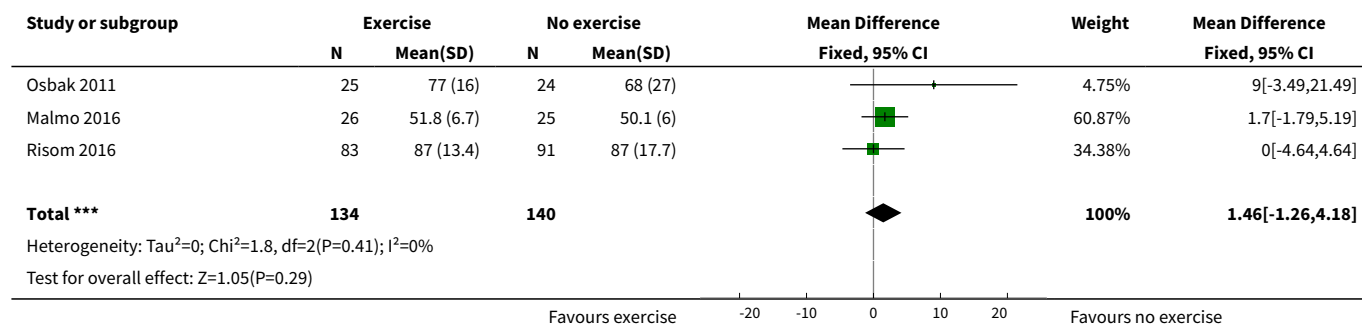 Study or subgroup Exercise No exercise Mean Difference Weight Mean Difference
N Mean(SD) N Mean(SD) Fixed, 95% CI Fixed, 95% CI
Osbak 2011 25 77 (16) 24 68 (27) 4.75% 9[-3.49,21.49]
Malmo 2016 26 51.8 (6.7) 25 50.1 (6) 60.87% 1.7[-1.79,5.19]
Risom 2016 83 87 (13.4) 91 87 (17.7) 34.38% 0[-4.64,4.64]
Total *** 134 140 100% 1.46[-1.26,4.18]
Heterogeneity: Tau²=0; Chi²=1.8, df=2(P=0.41); I²=0%
Test for overall effect: Z=1.05(P=0.29)
Favours exercise -20 -10 0 10 20 Favours no exercise